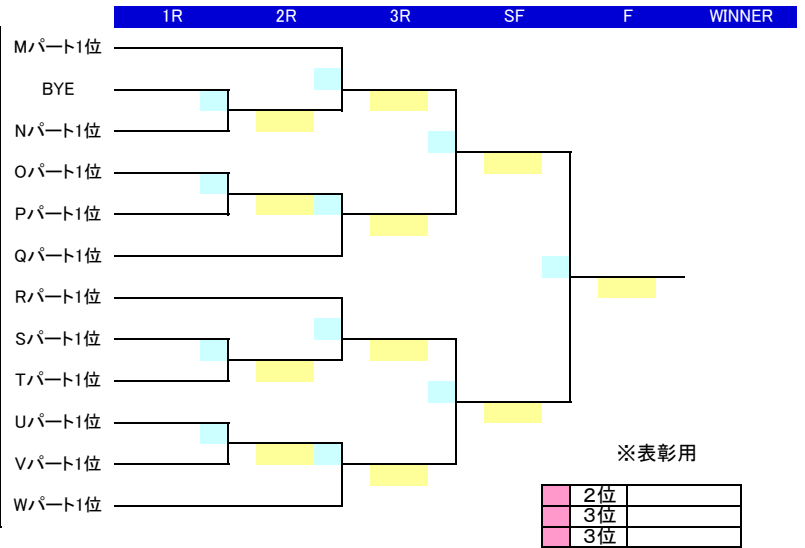 1R 2R 3R SF F WINNER
Mパート1位
BYE
Nパート1位
Oパート1位
Pパート1位
Qパート1位
Rパート1位
Sパート1位
Tパート1位
Uパート1位
Vパート1位
Wパート1位
※表彰用
2位
3位
3位